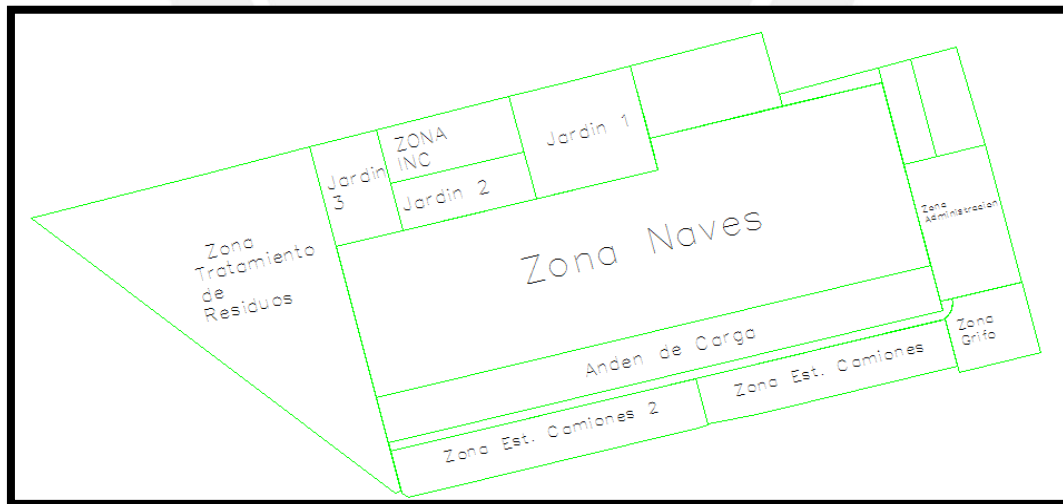 Zona
Tratamiento
de
Residuos
Jardin
3
ZONA
INC
Jardin 2
Jardin 1
Zona Naves
Anden de Carga
Zona Est. Camiones 2
Zona Est. Camiones
Zona
Administracion
Zona
Grifo